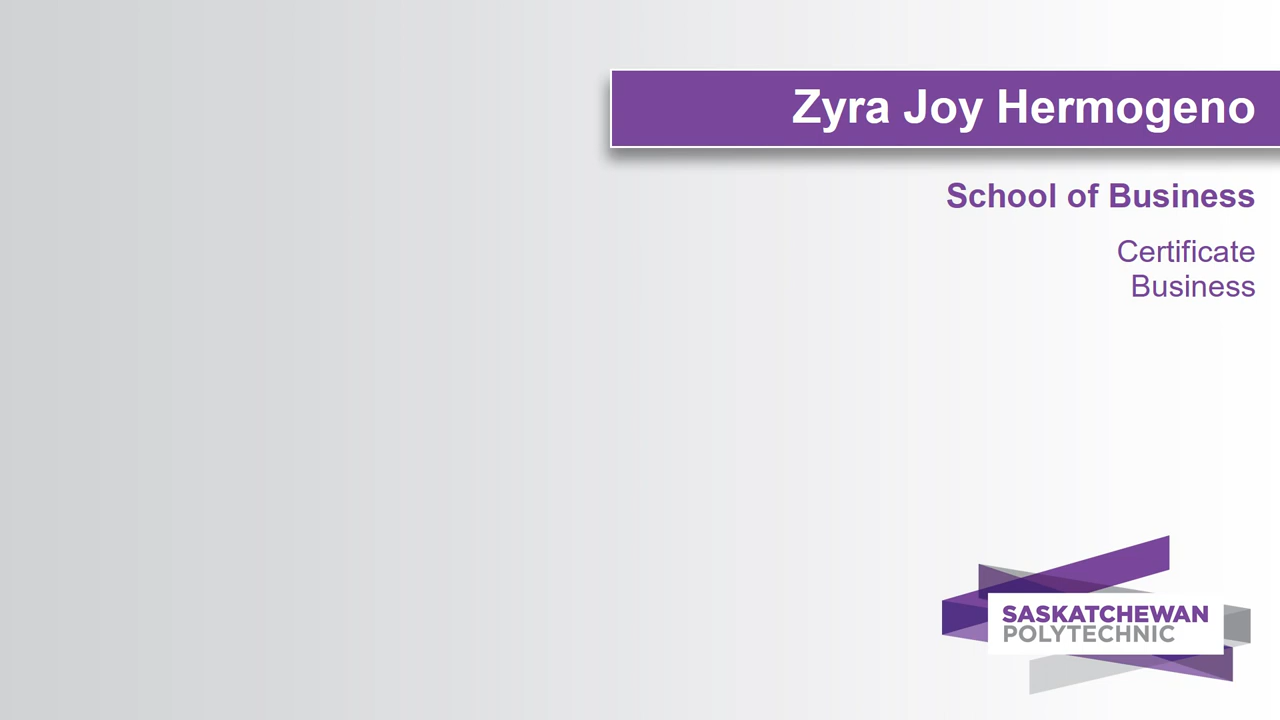 Zyra Joy Hermogeno
School of Business
Certificate
Business
SASKATCHEWAN
POLYTECHNIC